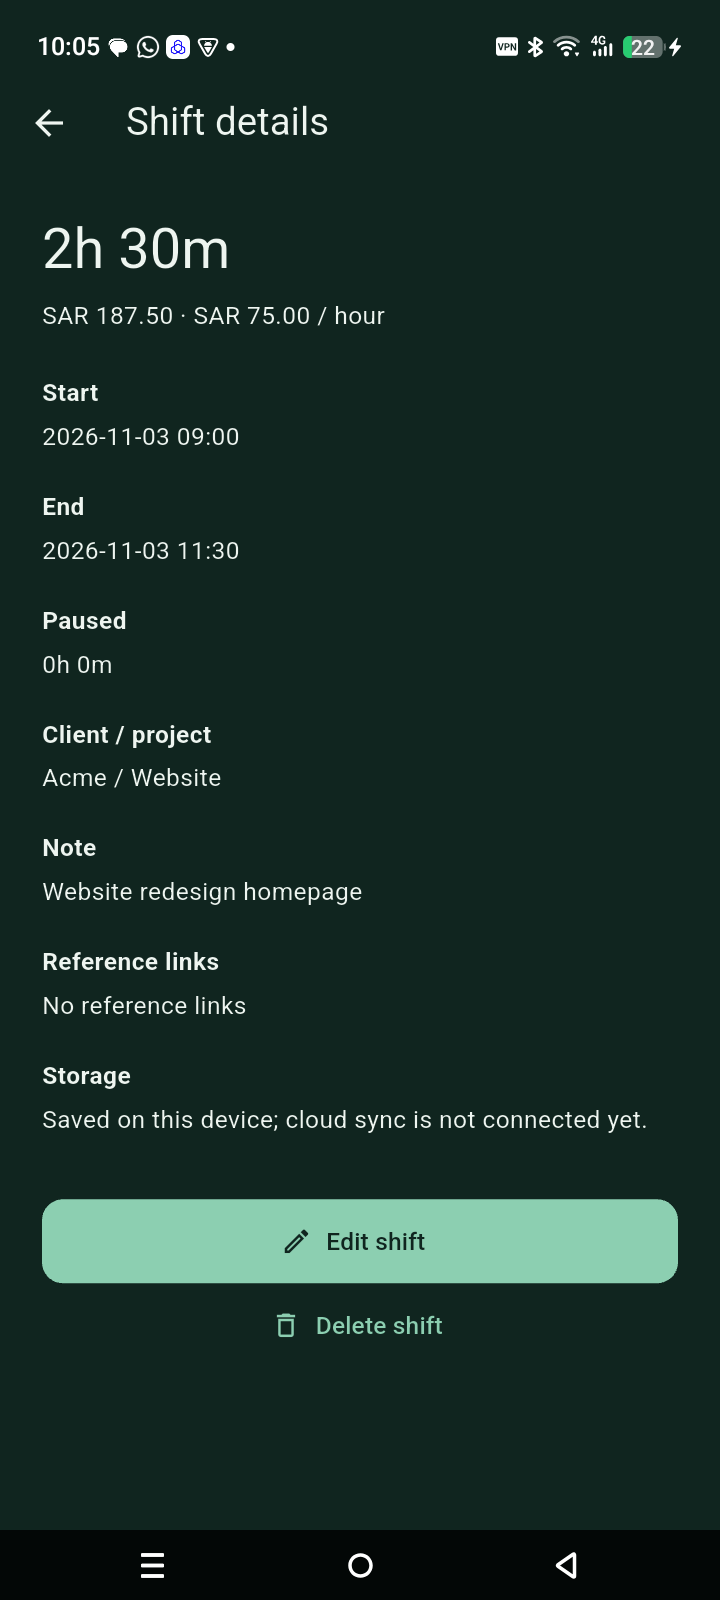 10:05
VPN 4G 22
Shift details
2h 30m
SAR 187.50 · SAR 75.00 / hour
Start
2026-11-03 09:00
End
2026-11-03 11:30
Paused
0h 0m
Client / project
Acme / Website
Note
Website redesign homepage
Reference links
No reference links
Storage
Saved on this device; cloud sync is not connected yet.
Edit shift
Delete shift